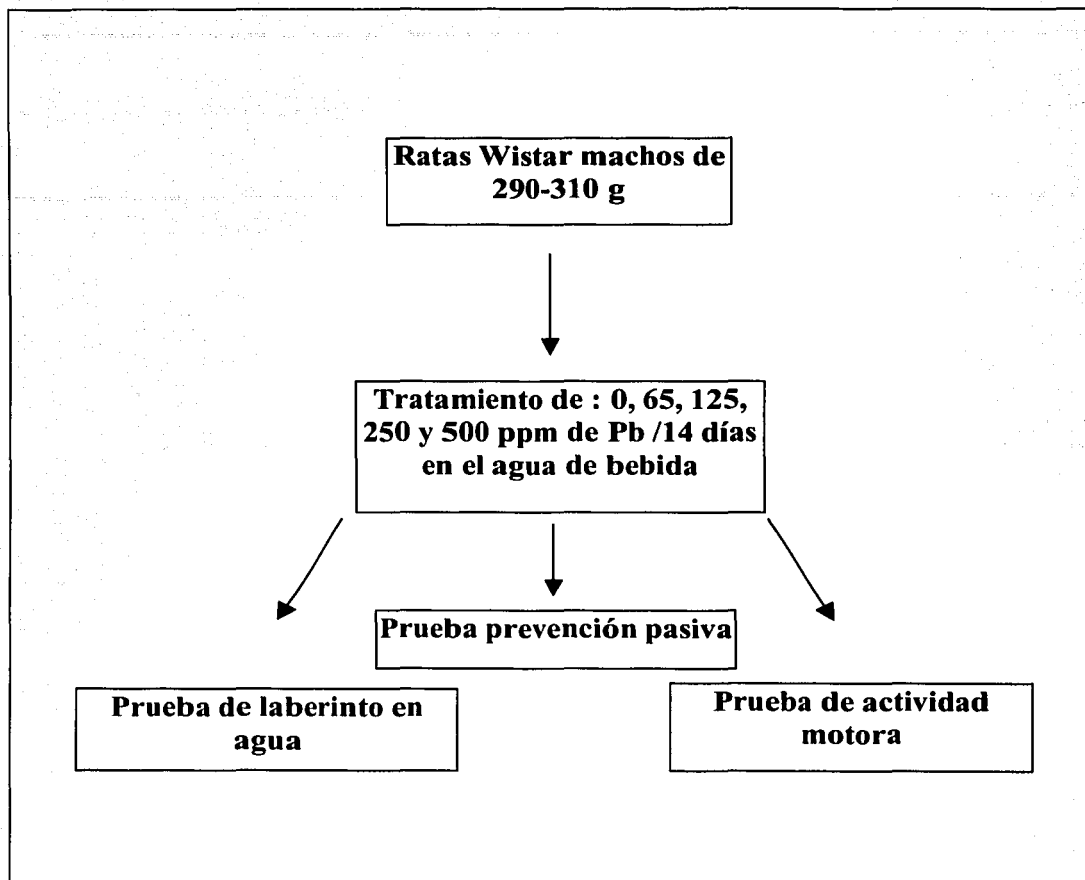 Ratas Wistar machos de
290-310 g
Tratamiento de : 0, 65, 125,
250 y 500 ppm de Pb /14 días
en el agua de bebida
Prueba prevención pasiva
Prueba de laberinto en
agua
Prueba de actividad
motora